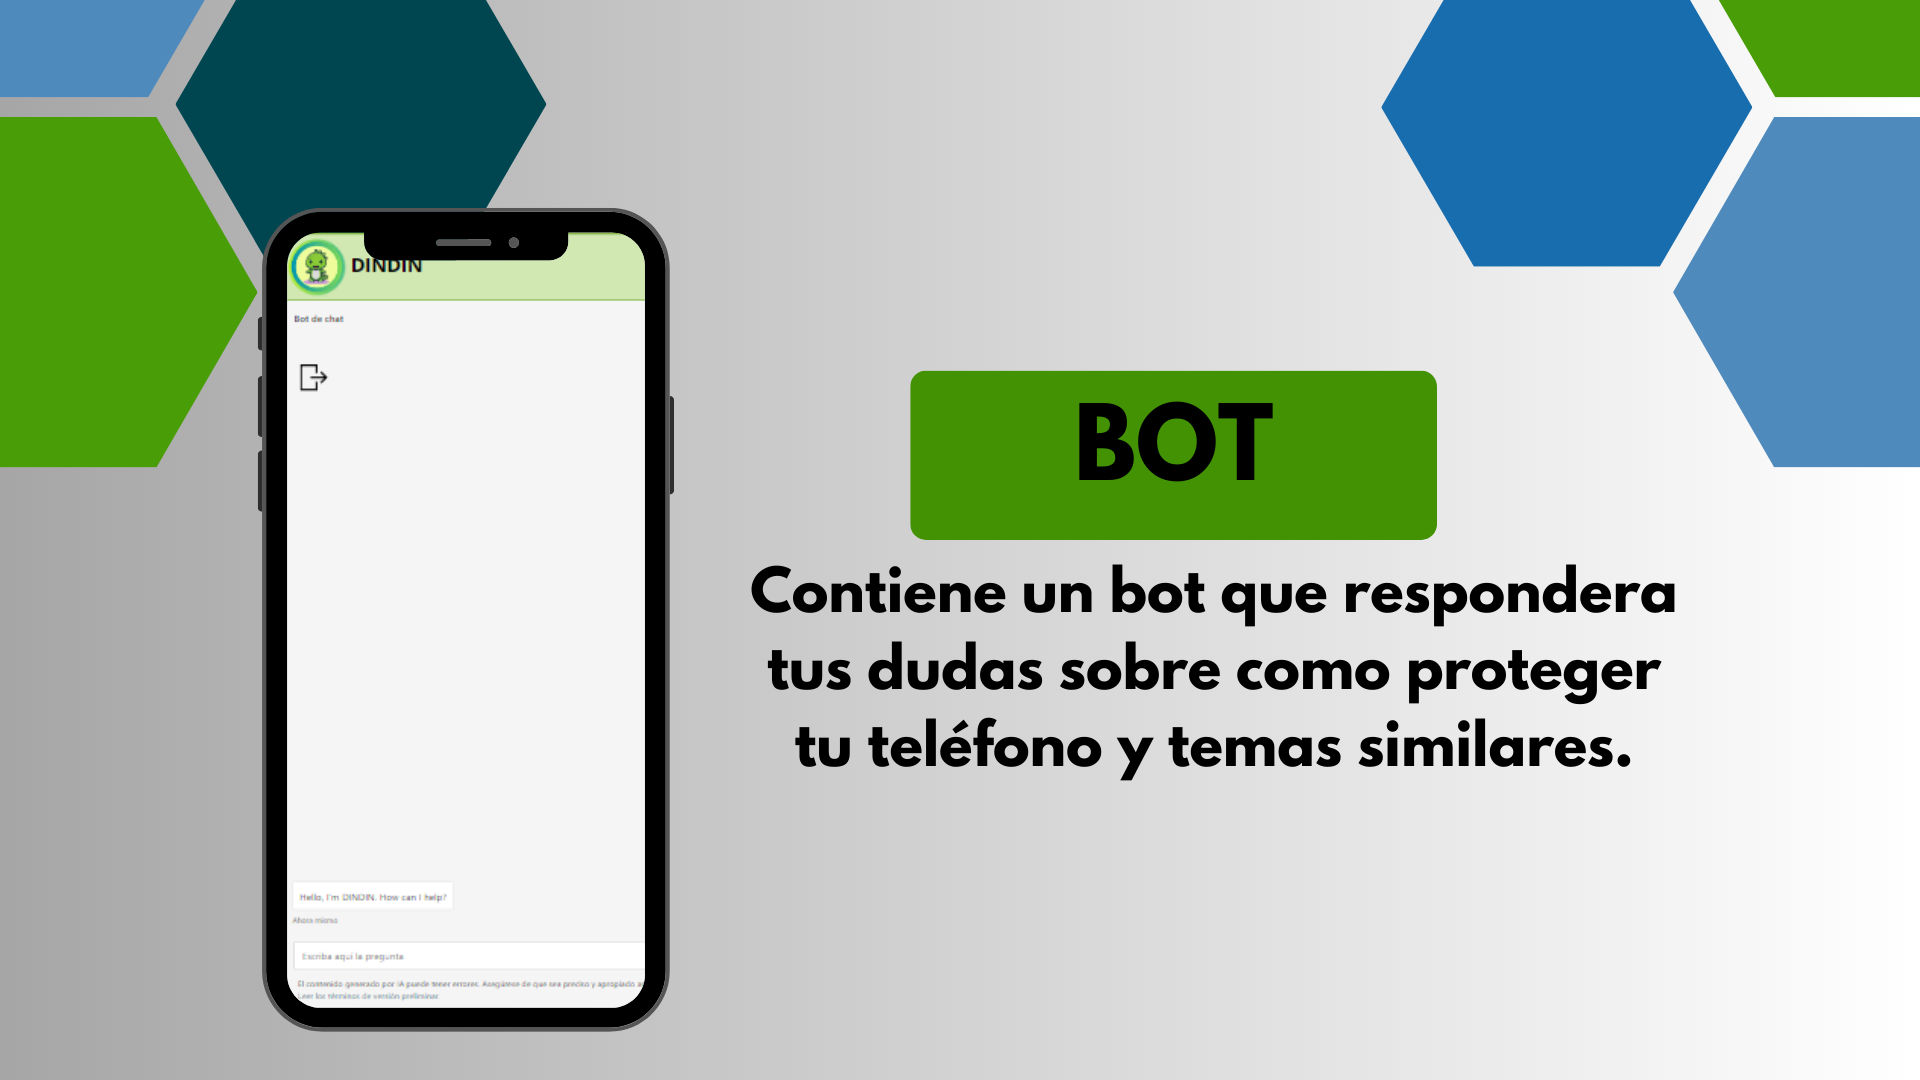 DINDIN
Bot de chat
Hello, I'm DINDIN. How can I help?
Ahora mismo
Escriba aquí la pregunta
El contenido generado por IA puede tener errores. Asegúrese de que sea preciso y apropiado a
Leer los términos de versión preliminar
BOT
Contiene un bot que respondera
tus dudas sobre como proteger
tu teléfono y temas similares.